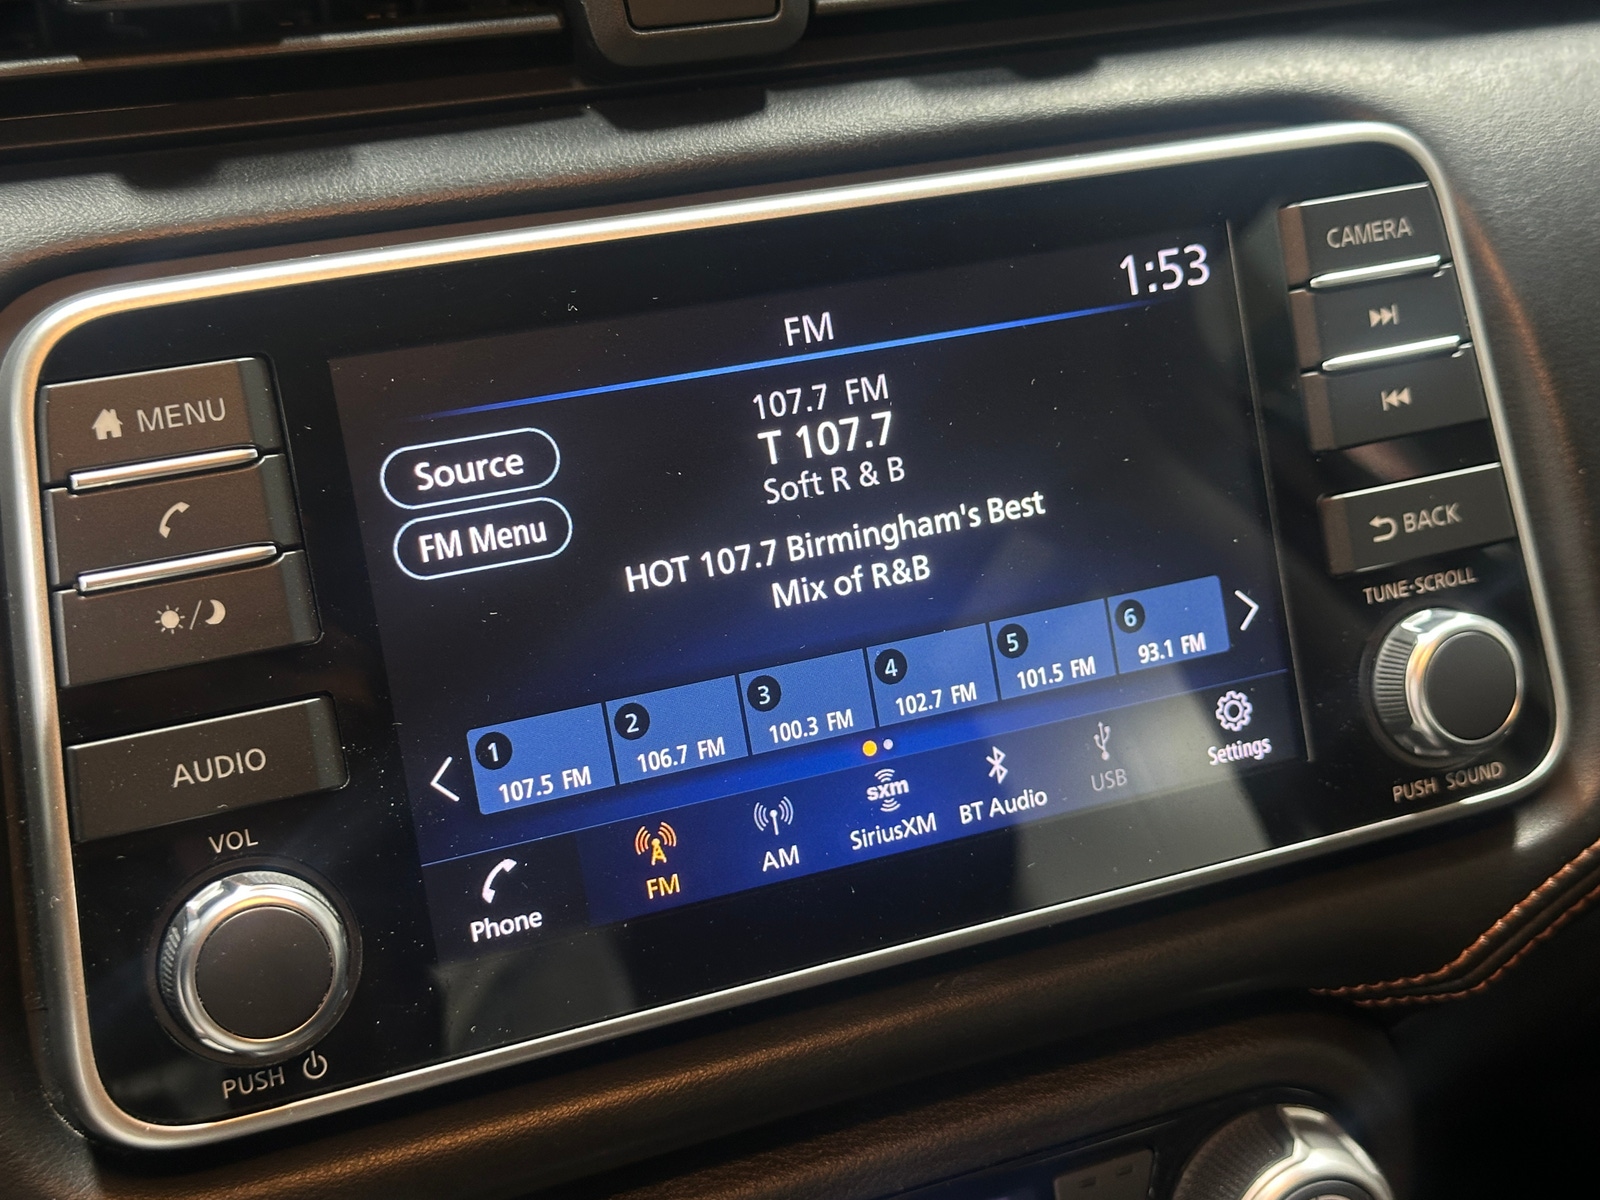 1:53
FM
MENU
107.7 FM
T 107.7
Soft R & B
Source
FM Menu
HOT 107.7 Birmingham's Best
Mix of R&B
1 107.5 FM
2 106.7 FM
3 100.3 FM
4 102.7 FM
5 101.5 FM
6 93.1 FM
Phone
FM
AM
sxm
SiriusXM
BT Audio
USB
Settings
AUDIO
VOL
PUSH
CAMERA
BACK
TUNE·SCROLL
PUSH SOUND